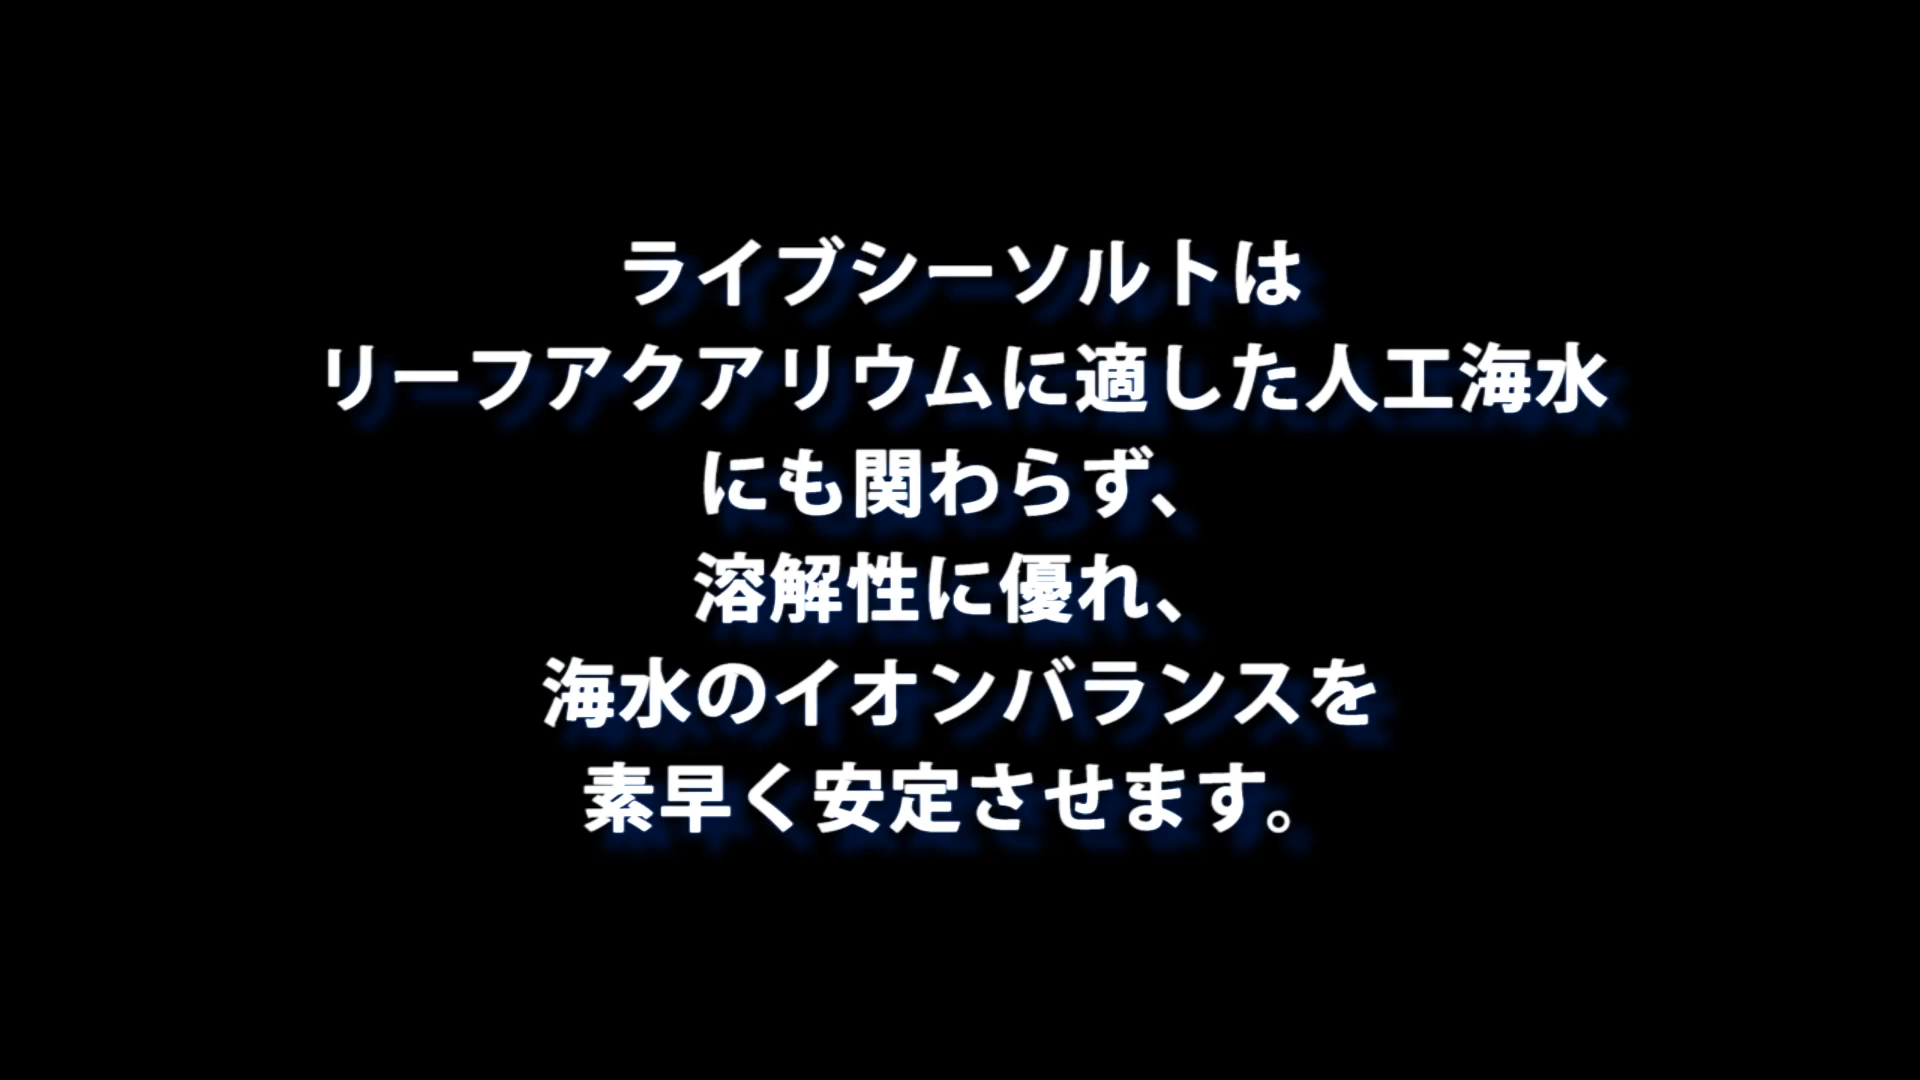 ライブシーソルトは
リーフアクアリウムに適した人工海水
にも関わらず、
溶解性に優れ、
海水のイオンバランスを
素早く安定させます。